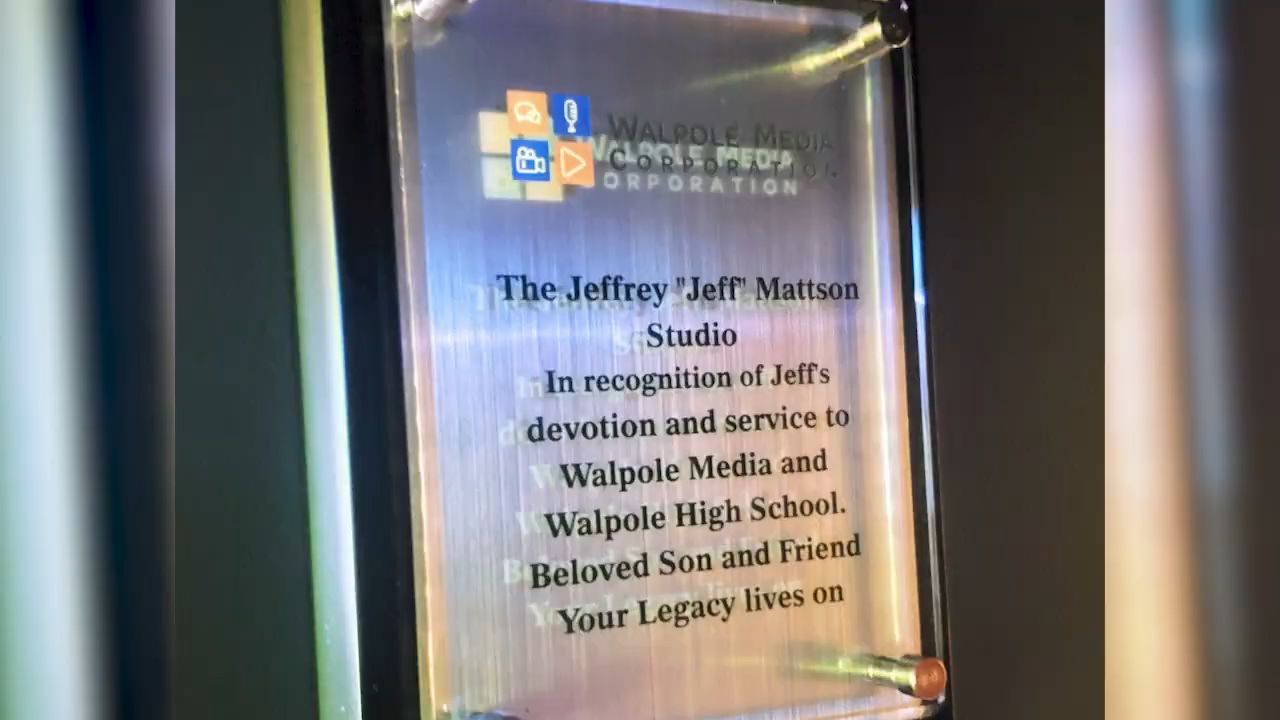 WALPOLE MEDIA
CORPORATION
The Jeffrey "Jeff" Mattson
Studio
In recognition of Jeff's
devotion and service to
Walpole Media and
Walpole High School.
Beloved Son and Friend
Your Legacy lives on